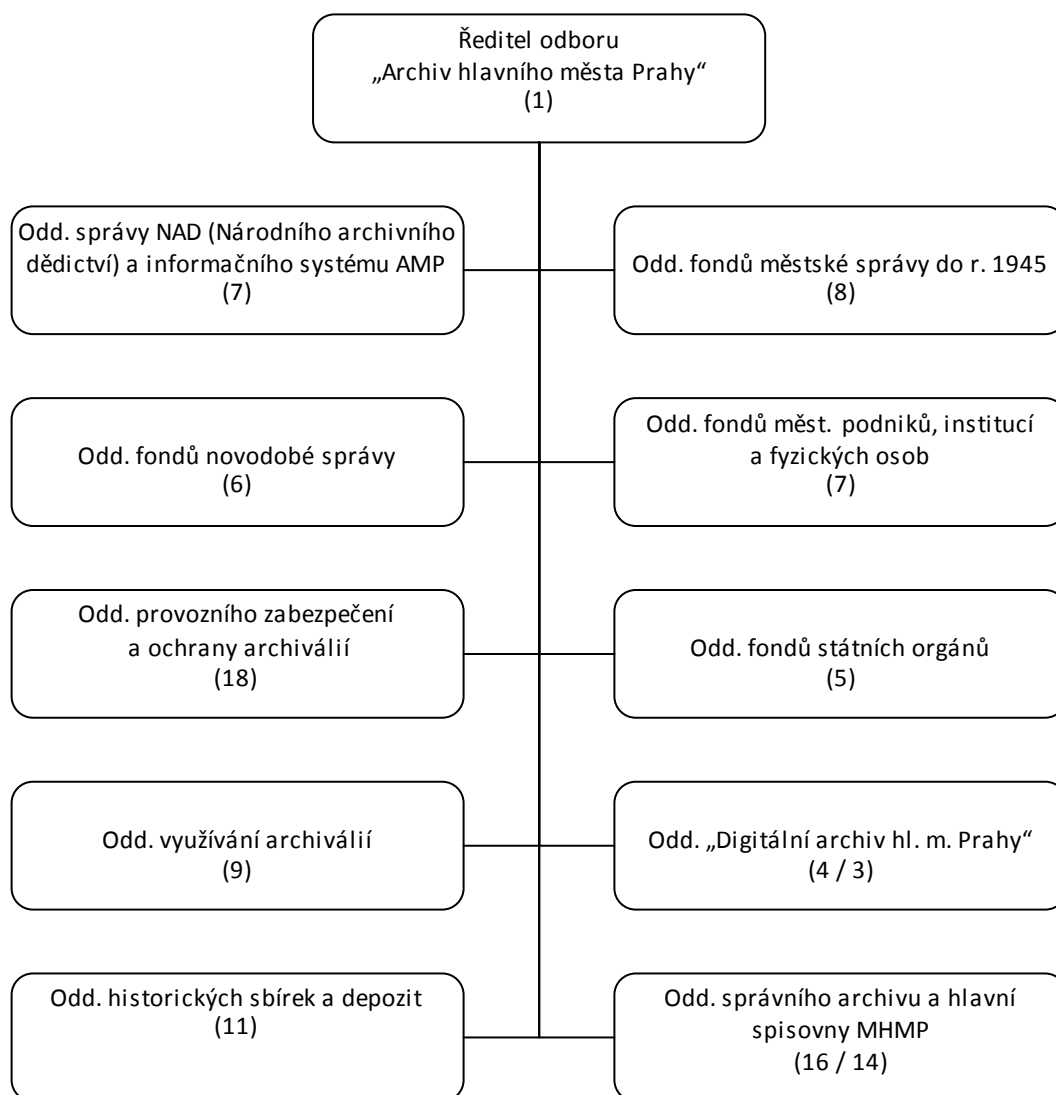 Ředitel odboru
„Archiv hlavního města Prahy“
(1)
Odd. správy NAD (Národního archivního
dědictví) a informačního systému AMP
(7)
Odd. fondů městské správy do r. 1945
(8)
Odd. fondů novodobé správy
(6)
Odd. fondů měst. podniků, institucí
a fyzických osob
(7)
Odd. provozního zabezpečení
a ochrany archiválií
(18)
Odd. fondů státních orgánů
(5)
Odd. využívání archiválií
(9)
Odd. „Digitální archiv hl. m. Prahy“
(4 / 3)
Odd. historických sbírek a depozit
(11)
Odd. správního archivu a hlavní
spisovny MHMP
(16 / 14)